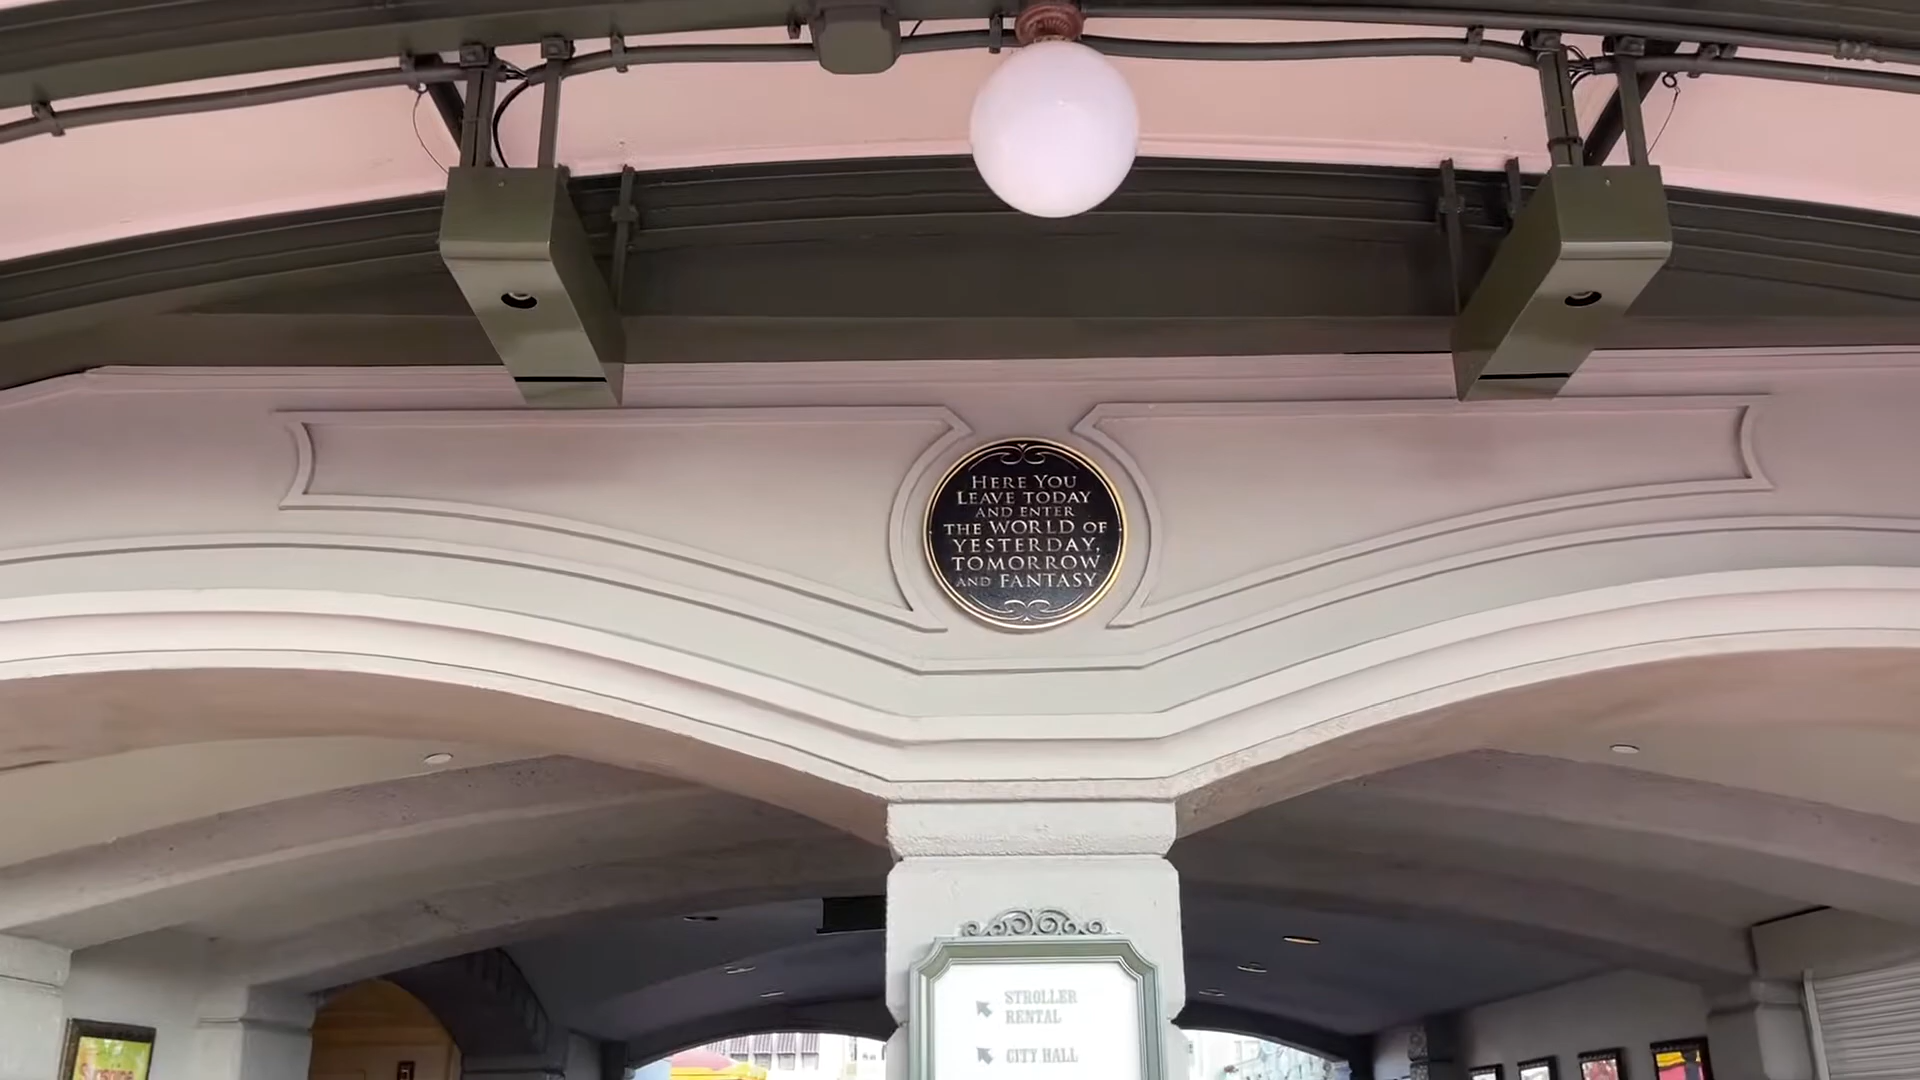 HERE YOU
LEAVE TODAY
AND ENTER
THE WORLD OF
YESTERDAY,
TOMORROW
AND FANTASY
STROLLER
RENTAL
CITY HALL